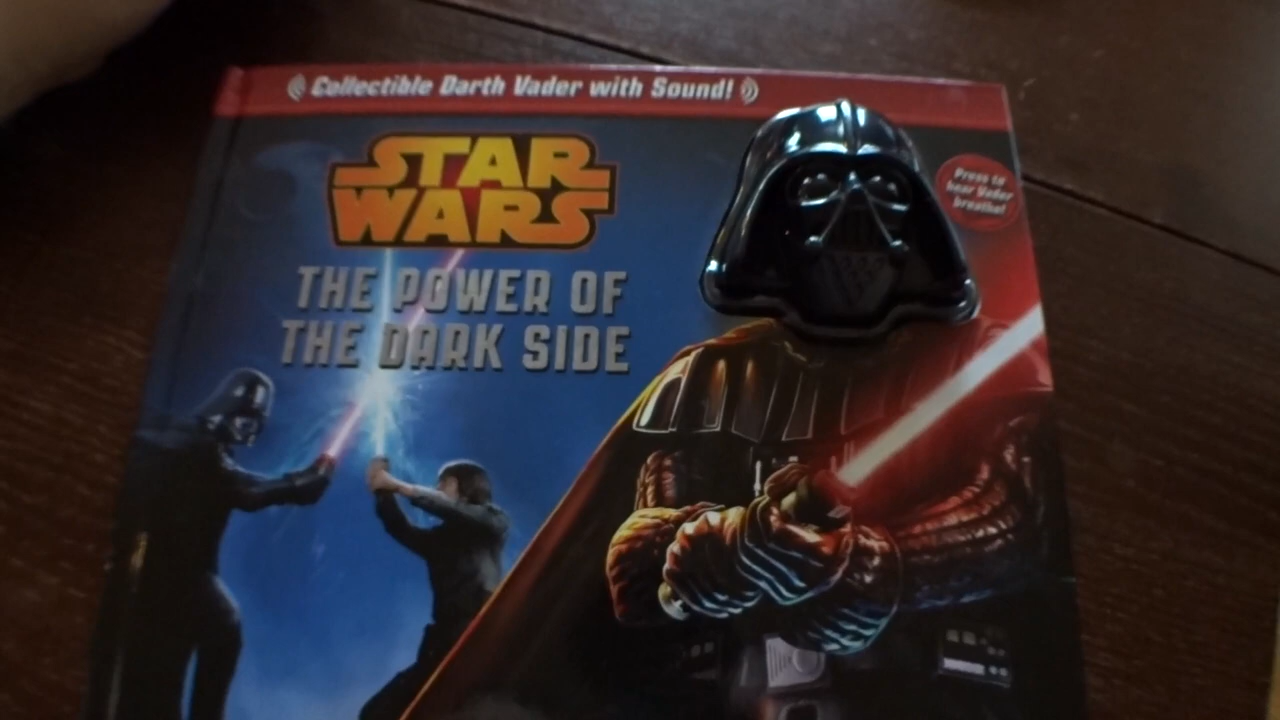 Collectible Darth Vader with Sound!
STAR
WARS
Press to
hear Vader
breathe!
THE POWER OF
THE DARK SIDE